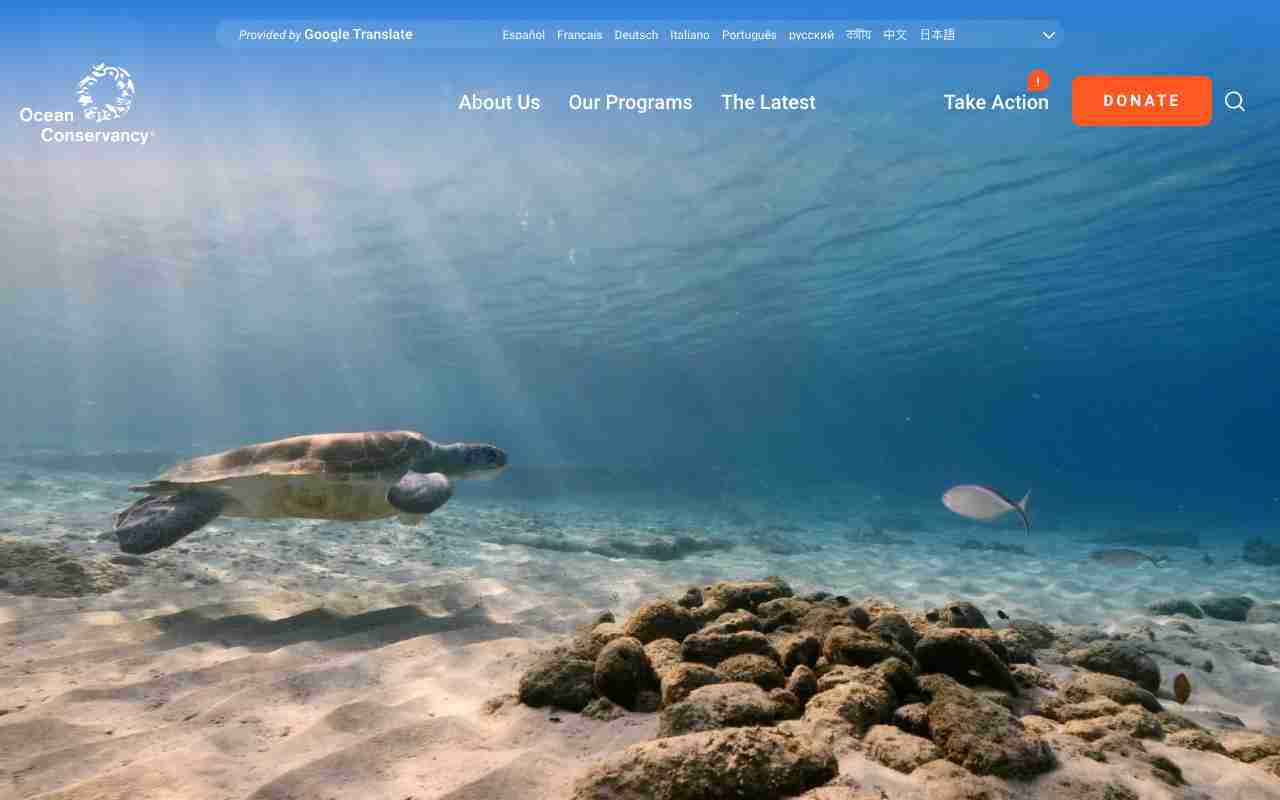 Provided by Google Translate
Español Français Deutsch Italiano Português русский 中文 日本語
Ocean
Conservancy
About Us Our Programs The Latest
Take Action
!
DONATE